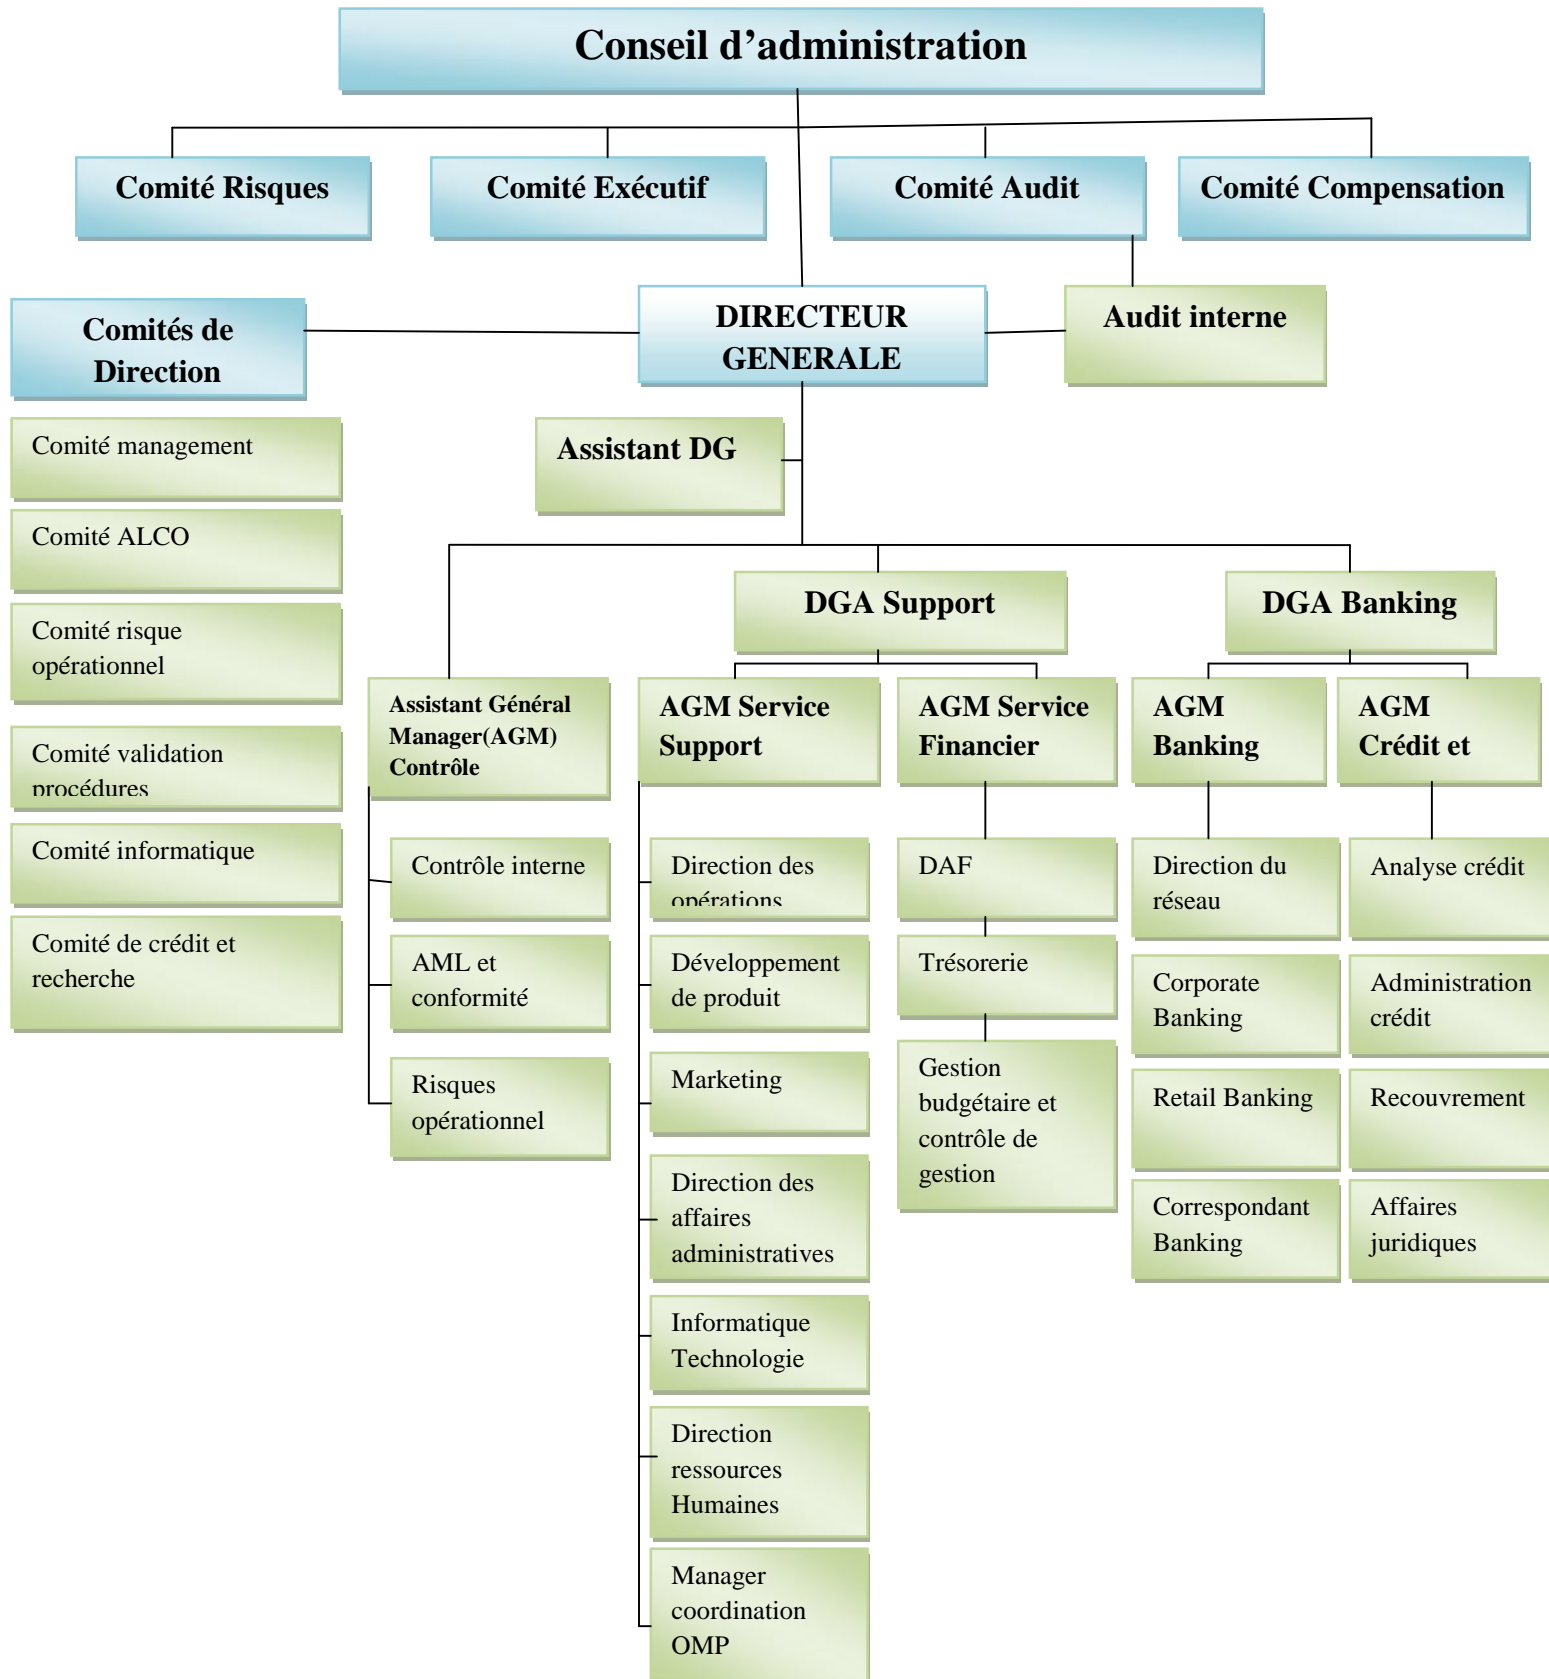 Conseil d’administration
Comité Risques
Comité Exécutif
Comité Audit
Comité Compensation
Comités de
Direction
DIRECTEUR
GENERALE
Audit interne
Comité management
Comité ALCO
Comité risque
opérationnel
Comité validation
procédures
Comité informatique
Comité de crédit et
recherche
Assistant DG
DGA Support
DGA Banking
Assistant Général
Manager(AGM)
Contrôle
AGM Service
Support
AGM Service
Financier
AGM
Banking
AGM
Crédit et
Contrôle interne
AML et
conformité
Risques
opérationnel
Direction des
opérations
Développement
de produit
Marketing
Direction des
affaires
administratives
Informatique
Technologie
Direction
ressources
Humaines
Manager
coordination
OMP
DAF
Trésorerie
Gestion
budgétaire et
contrôle de
gestion
Direction du
réseau
Corporate
Banking
Retail Banking
Correspondant
Banking
Analyse crédit
Administration
crédit
Recouvrement
Affaires
juridiques